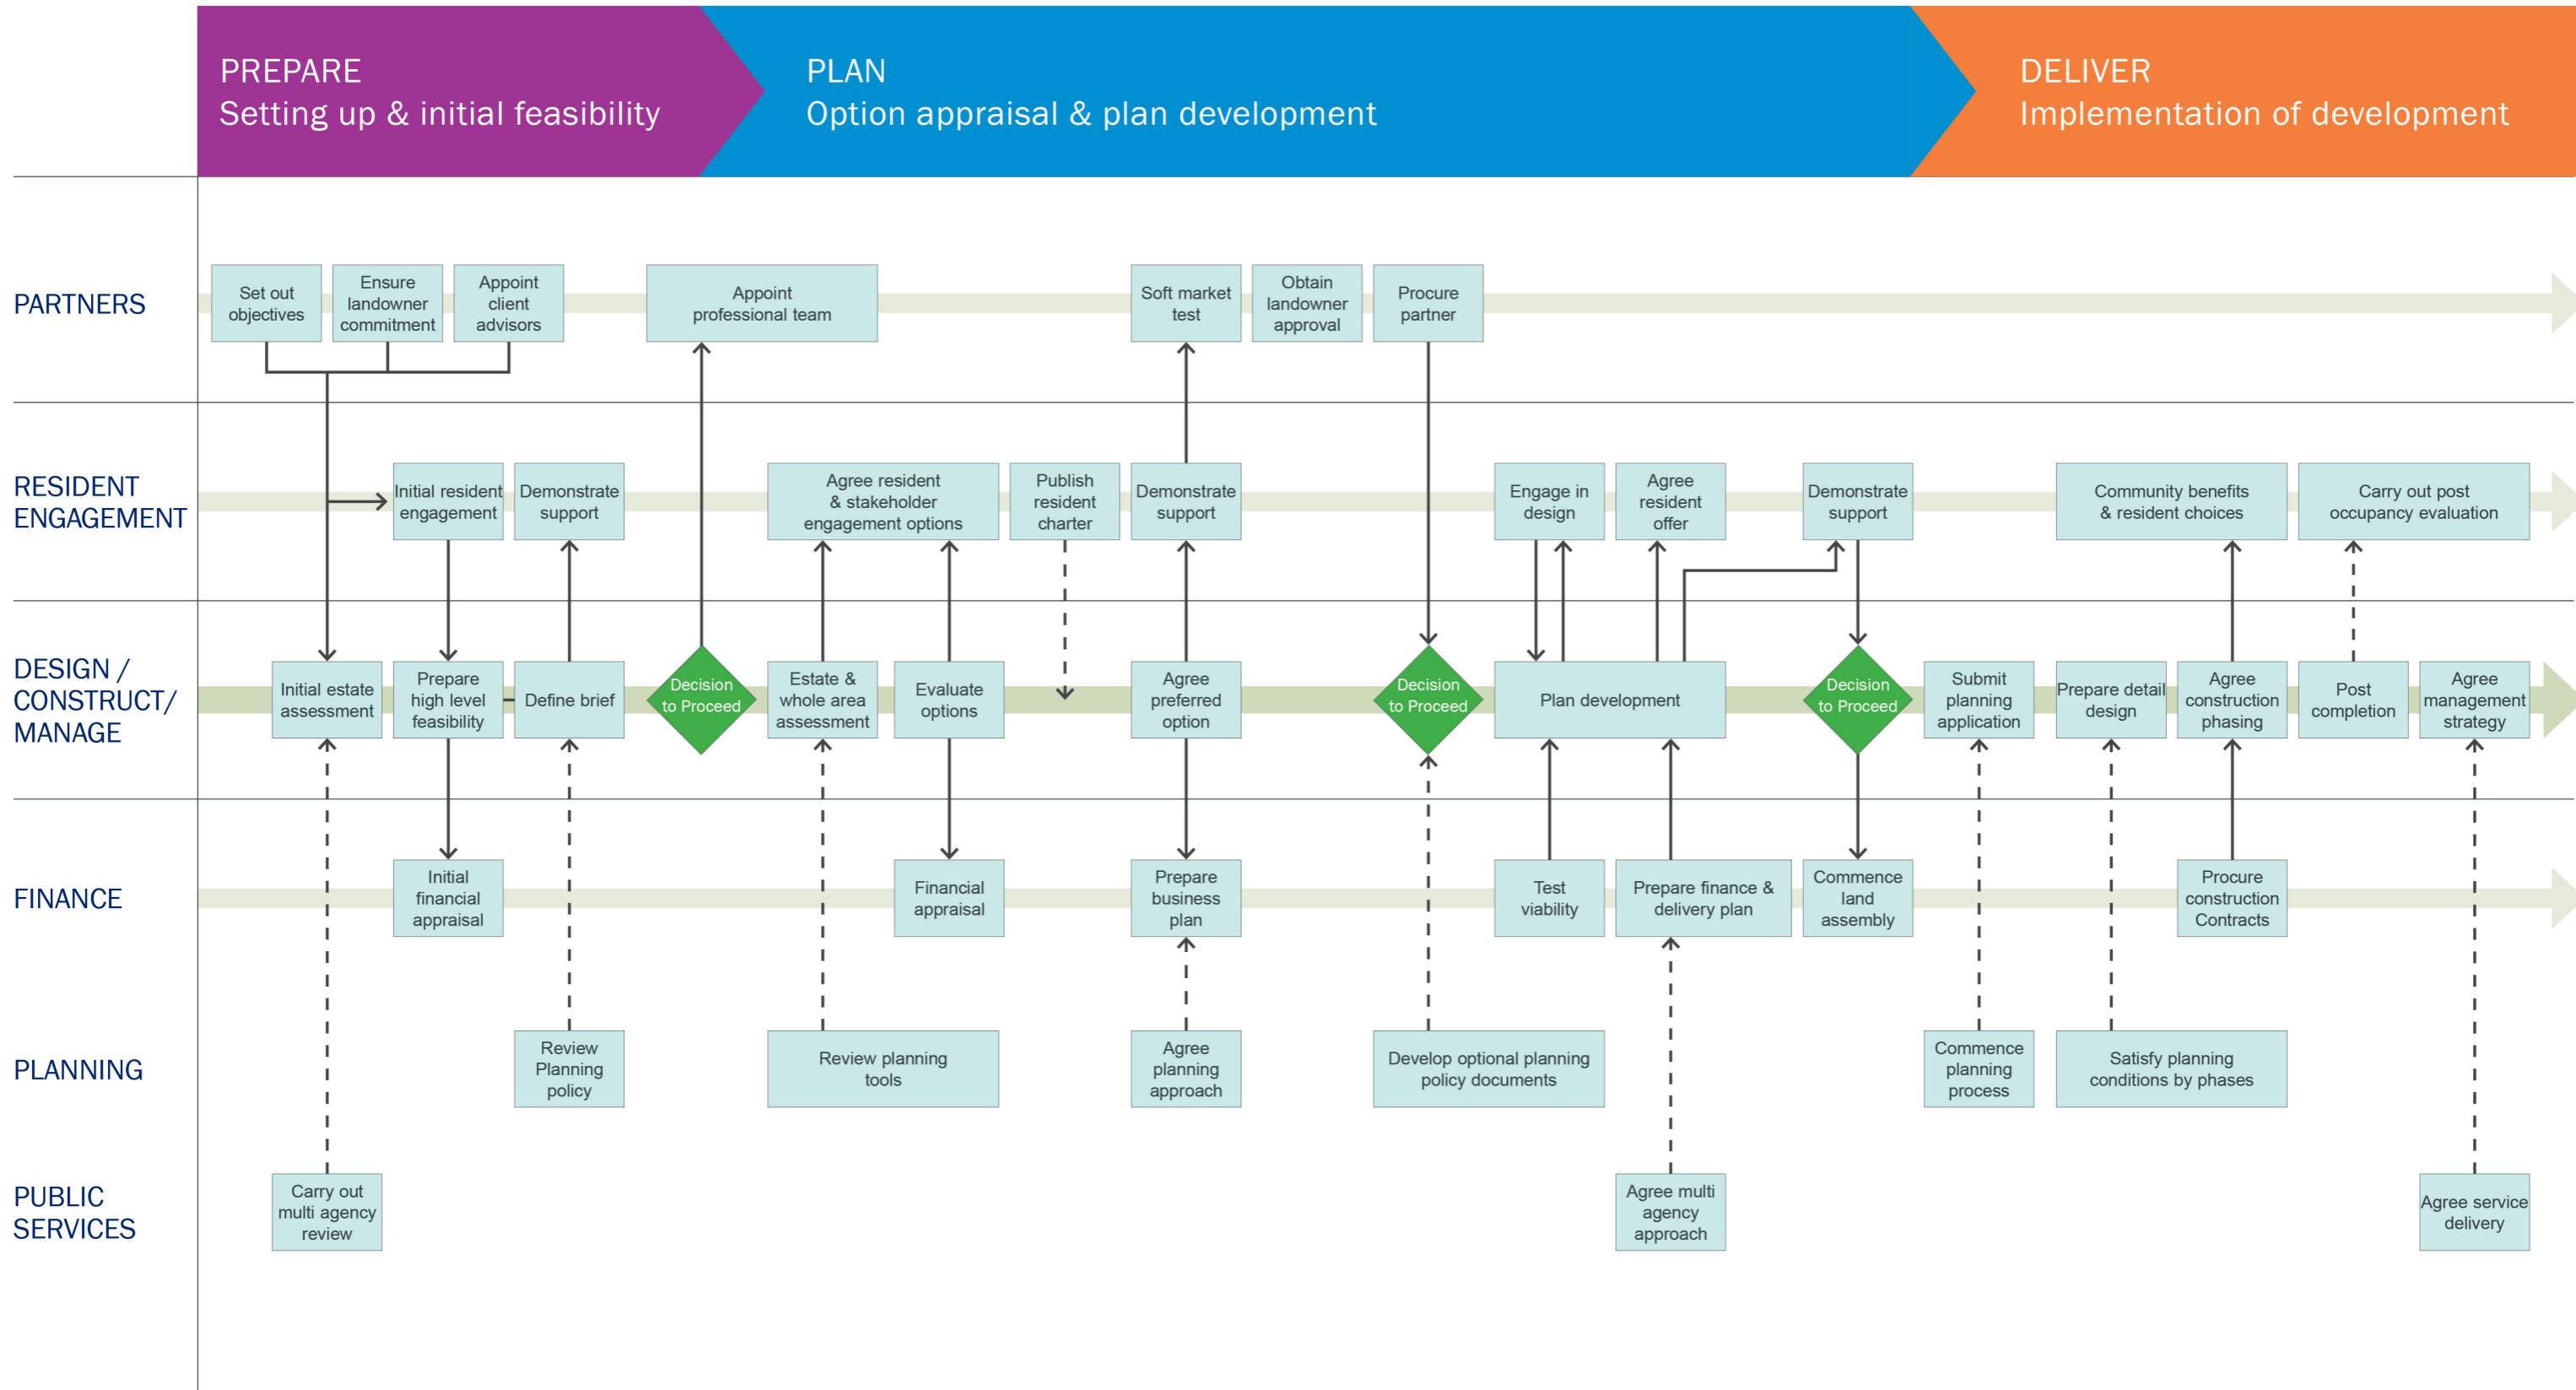 PREPARE
Setting up & initial feasibility
PLAN
Option appraisal & plan development
DELIVER
Implementation of development
PARTNERS
Set out
objectives
Ensure
landowner
commitment
Appoint
client
advisors
Appoint
professional team
Soft market
test
Obtain
landowner
approval
Procure
partner
RESIDENT
ENGAGEMENT
Initial resident
engagement
Demonstrate
support
Agree resident
& stakeholder
engagement options
Publish
resident
charter
Demonstrate
support
Engage in
design
Agree
resident
offer
Demonstrate
support
Community benefits
& resident choices
Carry out post
occupancy evaluation
DESIGN /
CONSTRUCT/
MANAGE
Initial estate
assessment
Prepare
high level
feasibility
Define brief
Decision
to Proceed
Estate &
whole area
assessment
Evaluate
options
Agree
preferred
option
Decision
to Proceed
Plan development
Decision
to Proceed
Submit
planning
application
Prepare detail
design
Agree
construction
phasing
Post
completion
Agree
management
strategy
FINANCE
Initial
financial
appraisal
Financial
appraisal
Prepare
business
plan
Test
viability
Prepare finance &
delivery plan
Commence
land
assembly
Procure
construction
Contracts
PLANNING
Review
Planning
policy
Review planning
tools
Agree
planning
approach
Develop optional planning
policy documents
Commence
planning
process
Satisfy planning
conditions by phases
PUBLIC
SERVICES
Carry out
multi agency
review
Agree multi
agency
approach
Agree service
delivery